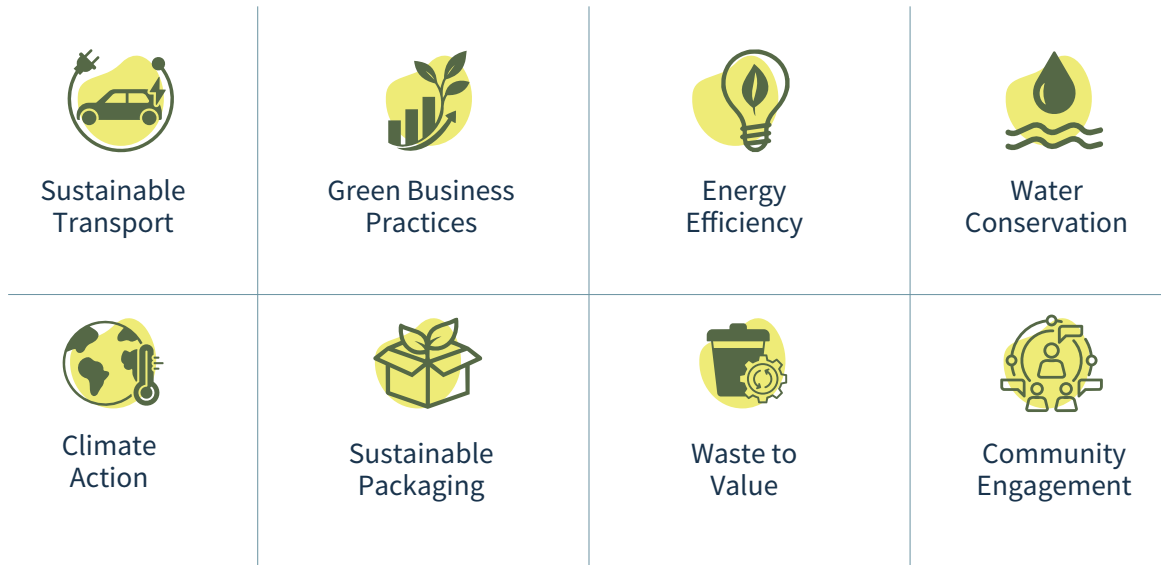 Sustainable
Transport
Green Business
Practices
Energy
Efficiency
Water
Conservation
Climate
Action
Sustainable
Packaging
Waste to
Value
Community
Engagement